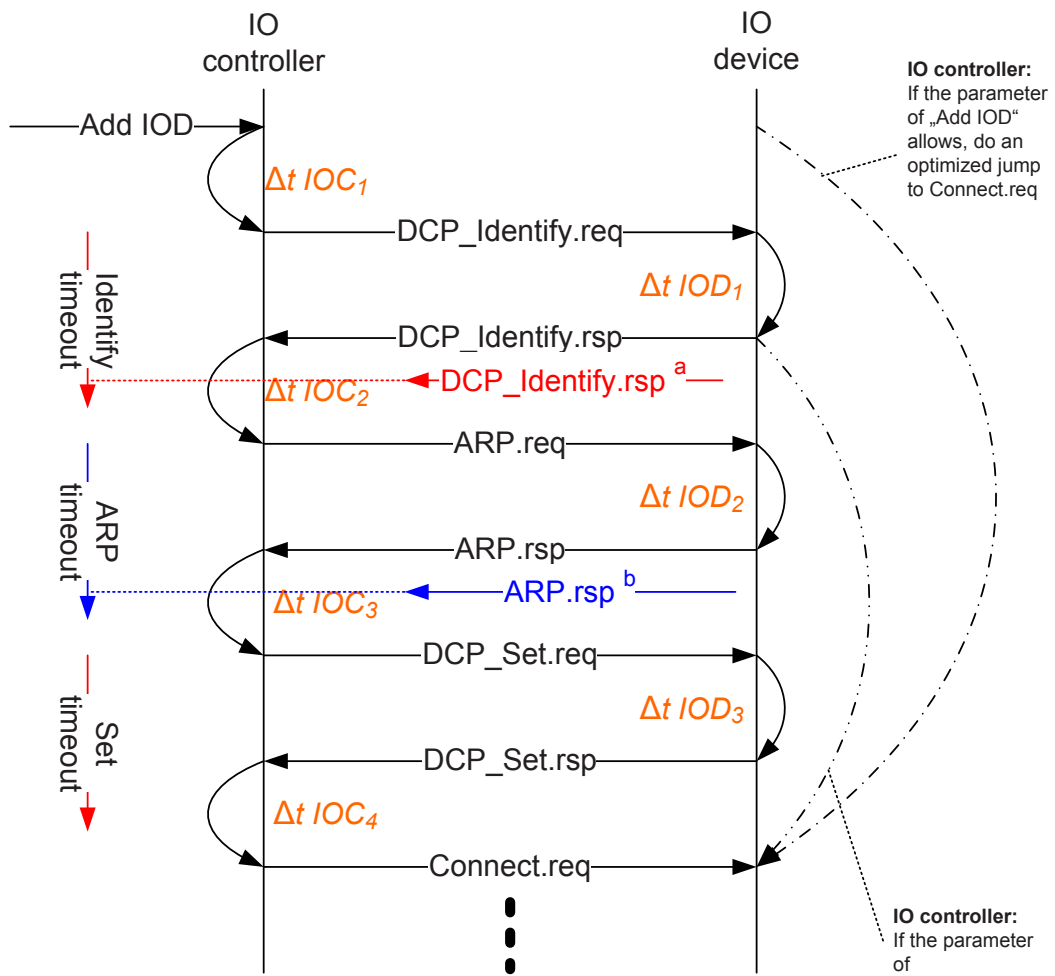 IO
controller
IO
device
IO controller:
If the parameter
of „Add IOD“
allows, do an
optimized jump
to Connect.req
Add IOD
Δt IOC1
DCP_Identify.req
Identify
timeout
Δt IOD1
DCP_Identify.rsp
DCP_Identify.rsp a
Δt IOC2
ARP.req
ARP
timeout
Δt IOD2
ARP.rsp
ARP.rsp b
Δt IOC3
DCP_Set.req
Set
timeout
Δt IOD3
DCP_Set.rsp
Δt IOC4
Connect.req
IO controller:
If the parameter
of